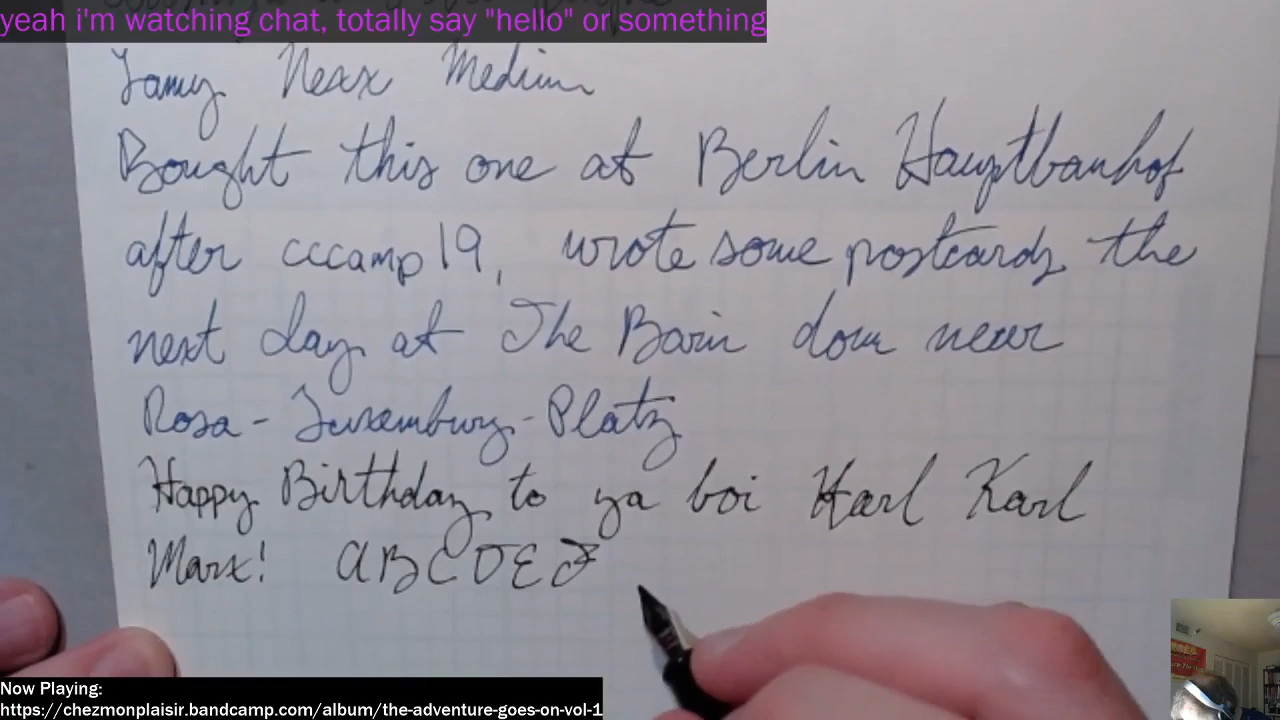 yeah i'm watching chat, totally say "hello" or something
Lamy Nexx Medium
Bought this one at Berlin Hauptbanhof
after cccamp19, wrote some postcards the
next day at The Barn down near
Rosa-Luxemburg-Platz
Happy Birthday to ya boi Karl Karl
Marx! ABCDEF
Now Playing:
https://chezmonplaisir.bandcamp.com/album/the-adventure-goes-on-vol-1